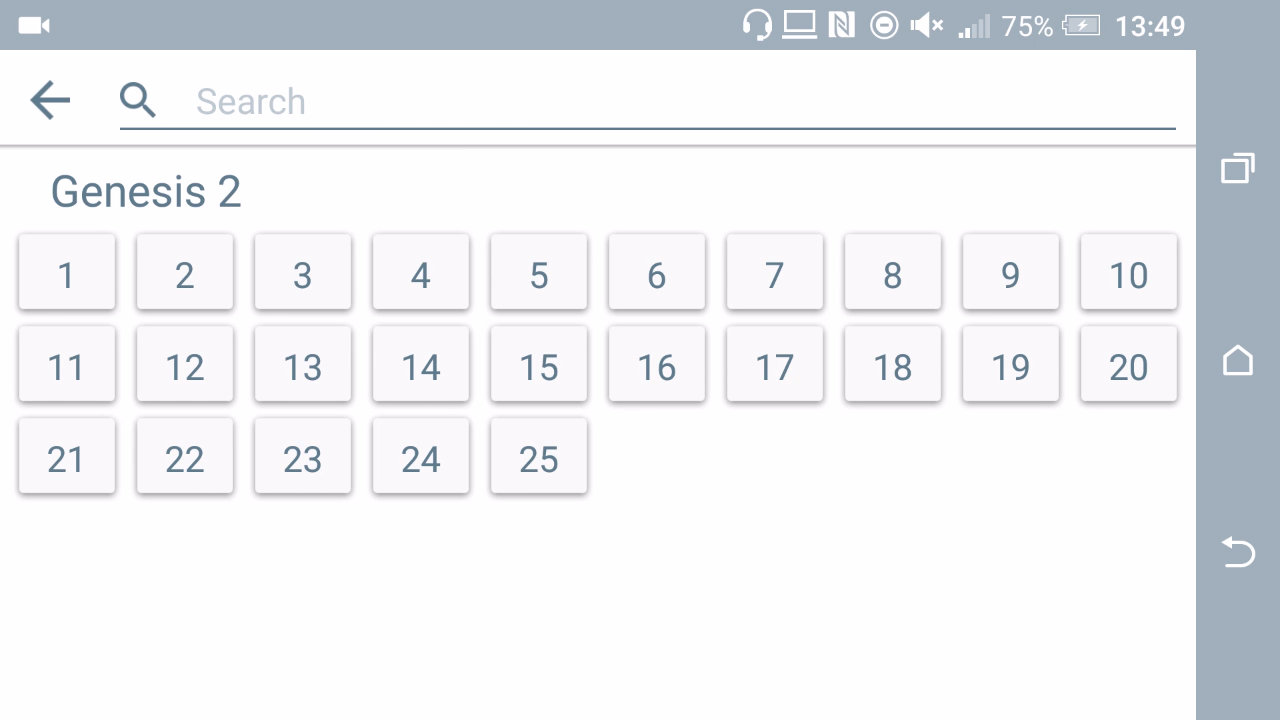 75% 13:49
Search
Genesis 2
1 2 3 4 5 6 7 8 9 10
11 12 13 14 15 16 17 18 19 20
21 22 23 24 25